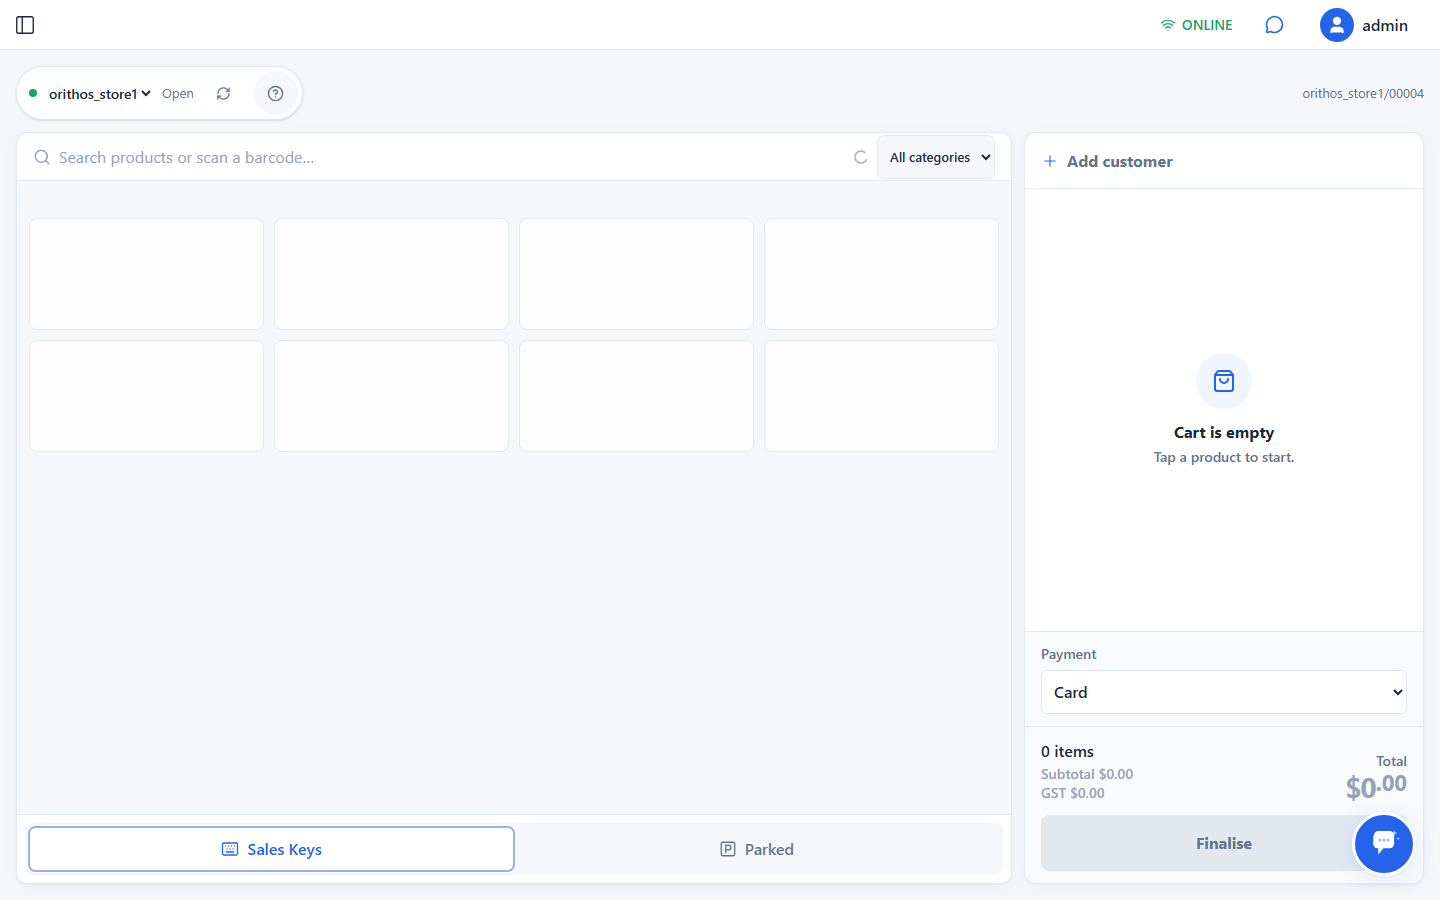 ONLINE
admin
orithos_store1
Open
orithos_store1/00004
Search products or scan a barcode...
All categories
Add customer
Cart is empty
Tap a product to start.
Payment
Card
0 items
Subtotal $0.00
GST $0.00
Total
$0.00
Finalise
Sales Keys
Parked